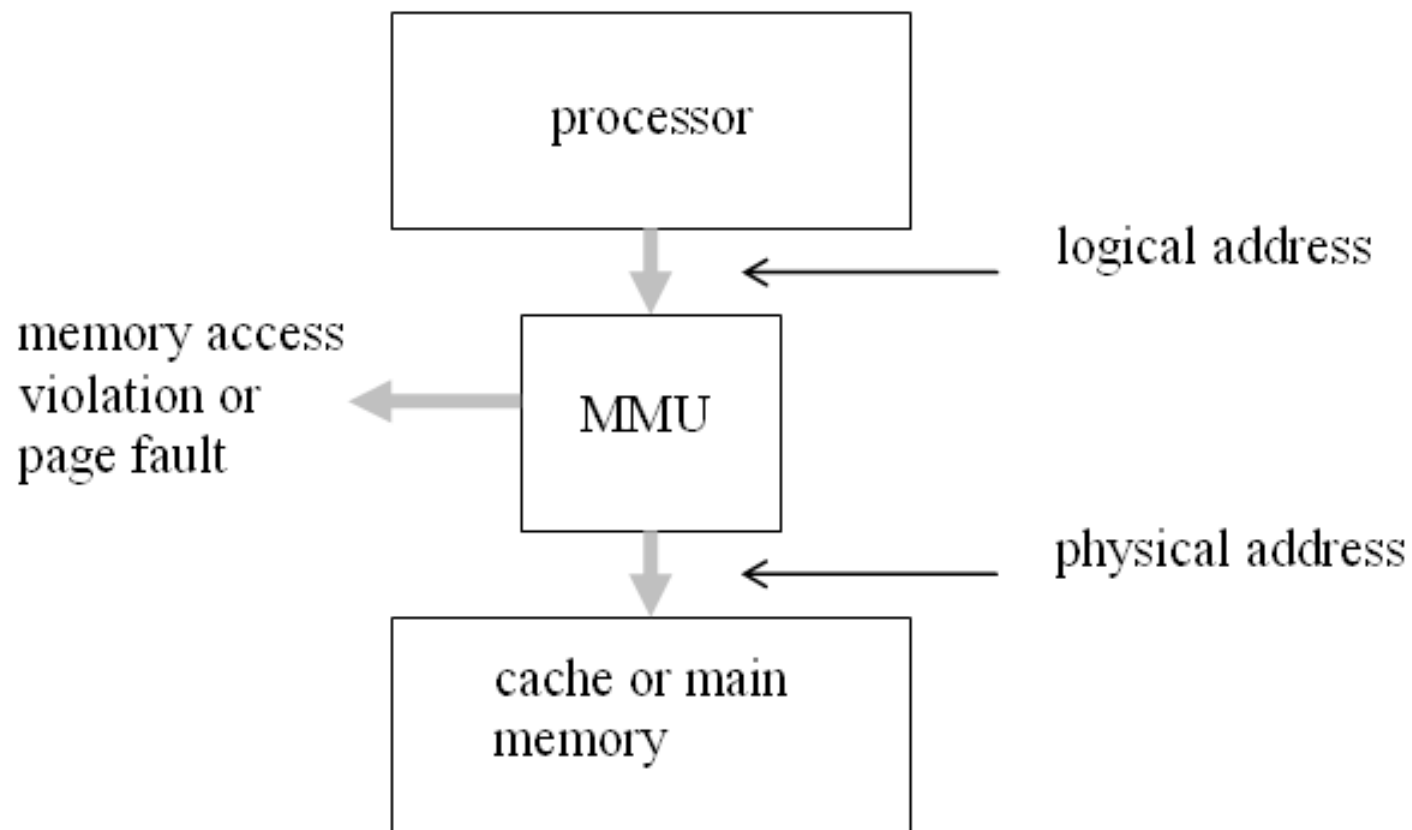 processor
logical address
memory access
violation or
page fault
MMU
physical address
cache or main
memory